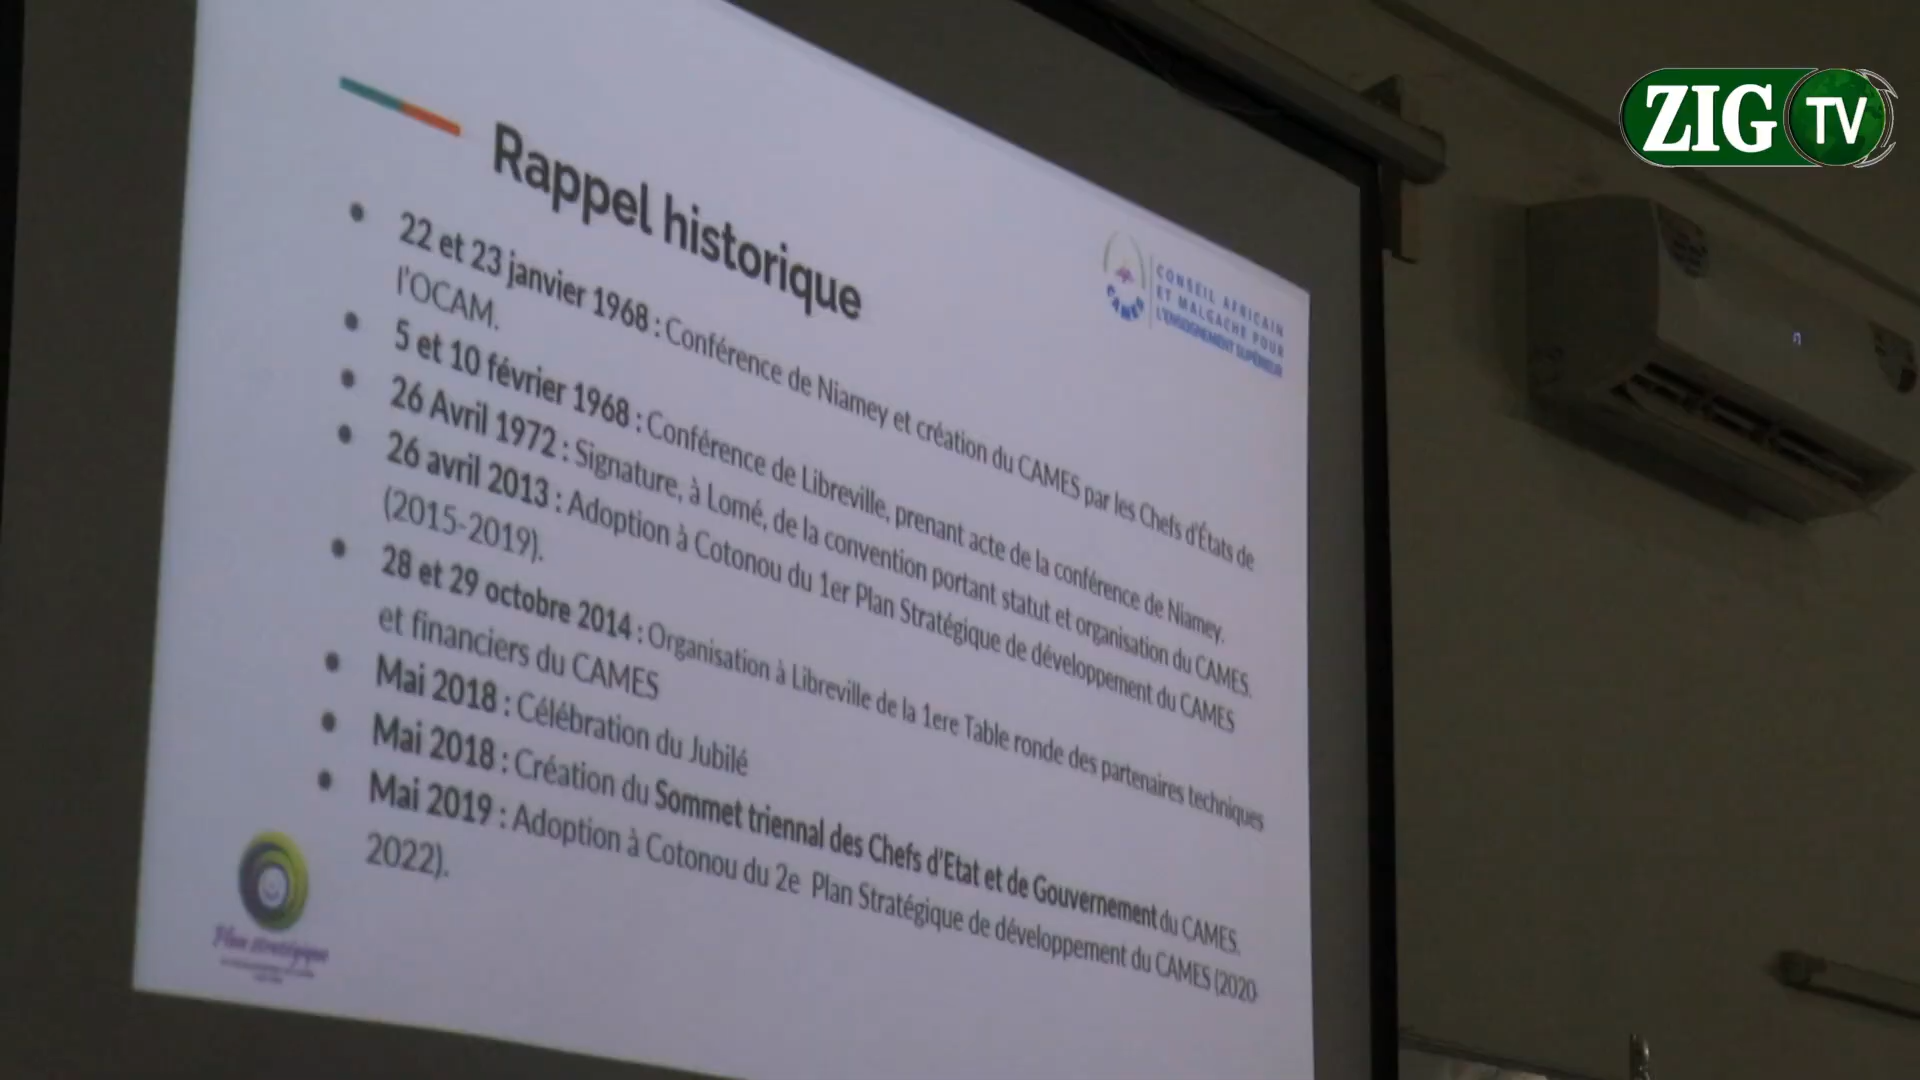 ZIG TV
Rappel historique
CONSEIL AFRICAIN
ET MALGACHE POUR
L'ENSEIGNEMENT SUPÉRIEUR
CAMES
• 22 et 23 janvier 1968 : Conférence de Niamey et création du CAMES par les Chefs d'États de
l'OCAM.
• 5 et 10 février 1968 : Conférence de Libreville, prenant acte de la conférence de Niamey.
• 26 Avril 1972 : Signature, à Lomé, de la convention portant statut et organisation du CAMES.
• 26 avril 2013 : Adoption à Cotonou du 1er Plan Stratégique de développement du CAMES
(2015-2019).
• 28 et 29 octobre 2014 : Organisation à Libreville de la 1ere Table ronde des partenaires techniques
et financiers du CAMES
• Mai 2018 : Célébration du Jubilé
• Mai 2018 : Création du Sommet triennal des Chefs d'Etat et de Gouvernement du CAMES.
• Mai 2019 : Adoption à Cotonou du 2e Plan Stratégique de développement du CAMES (2020
2022).
Plan stratégique